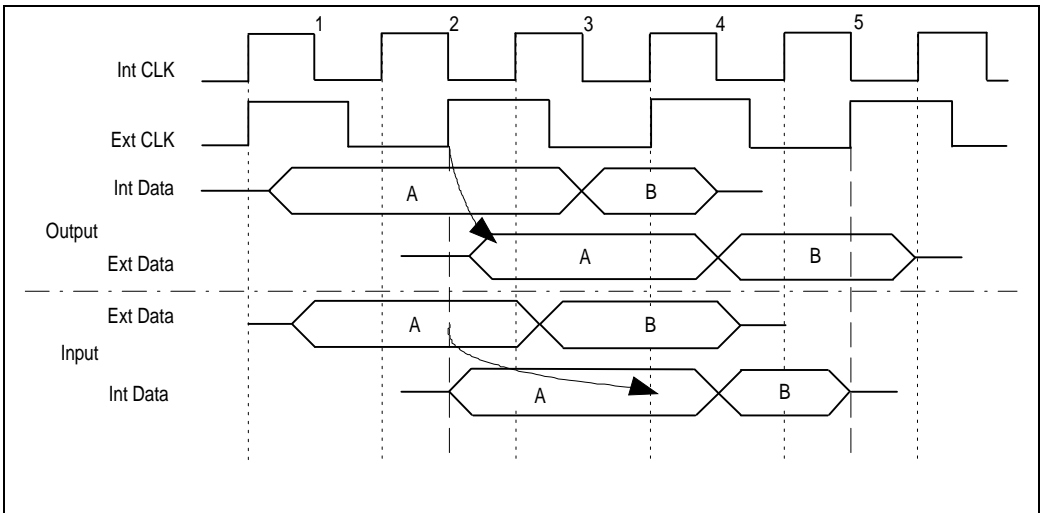 1 2 3 4 5
Int CLK
Ext CLK
Int Data A B
Output
Ext Data A B
Ext Data A B
Input
Int Data A B